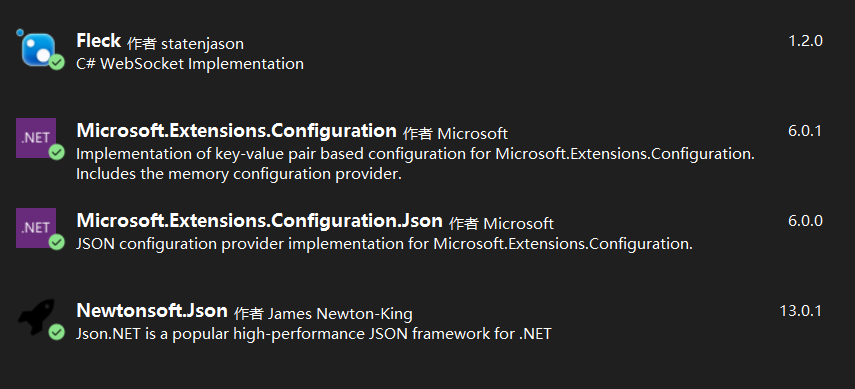 Fleck 作者 statenjason 1.2.0
C# WebSocket Implementation
.NET
Microsoft.Extensions.Configuration 作者 Microsoft 6.0.1
Implementation of key-value pair based configuration for Microsoft.Extensions.Configuration.
Includes the memory configuration provider.
.NET
Microsoft.Extensions.Configuration.Json 作者 Microsoft 6.0.0
JSON configuration provider implementation for Microsoft.Extensions.Configuration.
Newtonsoft.Json 作者 James Newton-King 13.0.1
Json.NET is a popular high-performance JSON framework for .NET